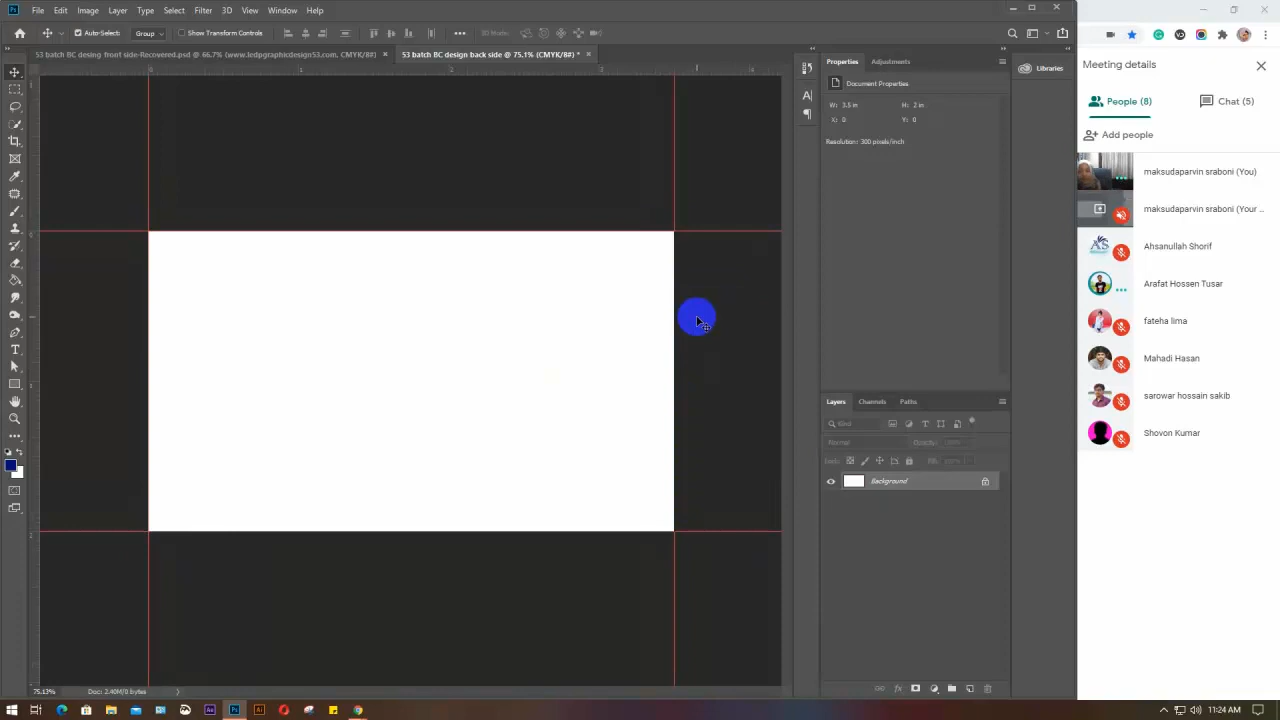 File Edit Image Layer Type Select Filter 3D View Window Help
Auto-Select: Group Show Transform Controls 3D Mode:
53 batch BC desing front side-Recovered.psd @ 66.7% (www.ledpgraphicdesign53.com, CMYK/8#)
53 batch BC design back side @ 75.1% (CMYK/8#) *
Properties Adjustments
Document Properties
W: 3.5 in H: 2 in
X: 0 Y: 0
Resolution: 300 pixels/inch
Libraries
Layers Channels Paths
Kind
Normal Opacity:
Fill:
Background
75.13% Doc: 2.40M/0 bytes
Meeting details
People (8) Chat (5)
Add people
maksudaparvin sraboni (You)
maksudaparvin sraboni (Your ...
Ahsanullah Shorif
Arafat Hossen Tusar
fateha lima
Mahadi Hasan
sarowar hossain sakib
Shovon Kumar
11:24 AM